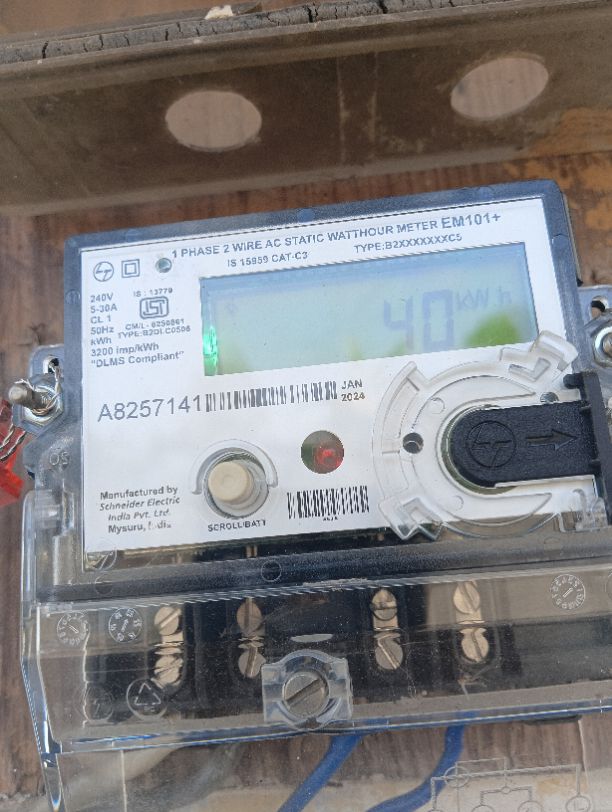 1 PHASE 2 WIRE AC STATIC WATTHOUR METER EM101+
IS 15959 CAT-C3 TYPE:B2XXXXXXXC5
240V
5-30A
CL 1
50Hz
kWh
3200 imp/kWh
"DLMS Compliant"
IS : 13779
ISI
CM/L - 8250861
TYPE:B2DLC0505
40 kWh
A8257141
JAN
2024
Manufactured by
Schneider Electric
India Pvt. Ltd.
Mysuru, India
SCROLL/BATT